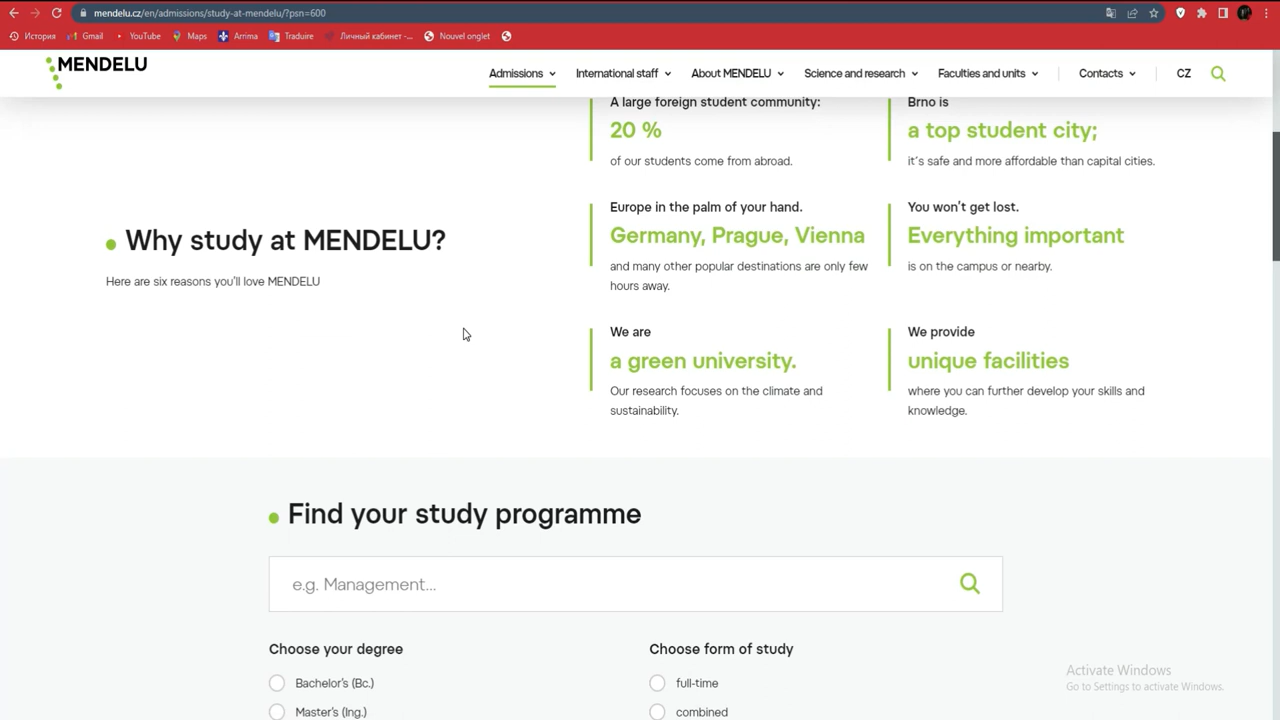 mendelu.cz/en/admissions/study-at-mendelu/?psn=600
История Gmail YouTube Maps Arrima Traduire Личный кабинет -... Nouvel onglet
MENDELU
Admissions International staff About MENDELU Science and research Faculties and units Contacts CZ
A large foreign student community:
20 %
of our students come from abroad.
Brno is
a top student city;
it's safe and more affordable than capital cities.
Why study at MENDELU?
Here are six reasons you'll love MENDELU
Europe in the palm of your hand.
Germany, Prague, Vienna
and many other popular destinations are only few
hours away.
You won't get lost.
Everything important
is on the campus or nearby.
We are
a green university.
Our research focuses on the climate and
sustainability.
We provide
unique facilities
where you can further develop your skills and
knowledge.
Find your study programme
e.g. Management...
Choose your degree
Bachelor's (Bc.)
Master's (Ing.)
Choose form of study
full-time
combined
Activate Windows
Go to Settings to activate Windows.